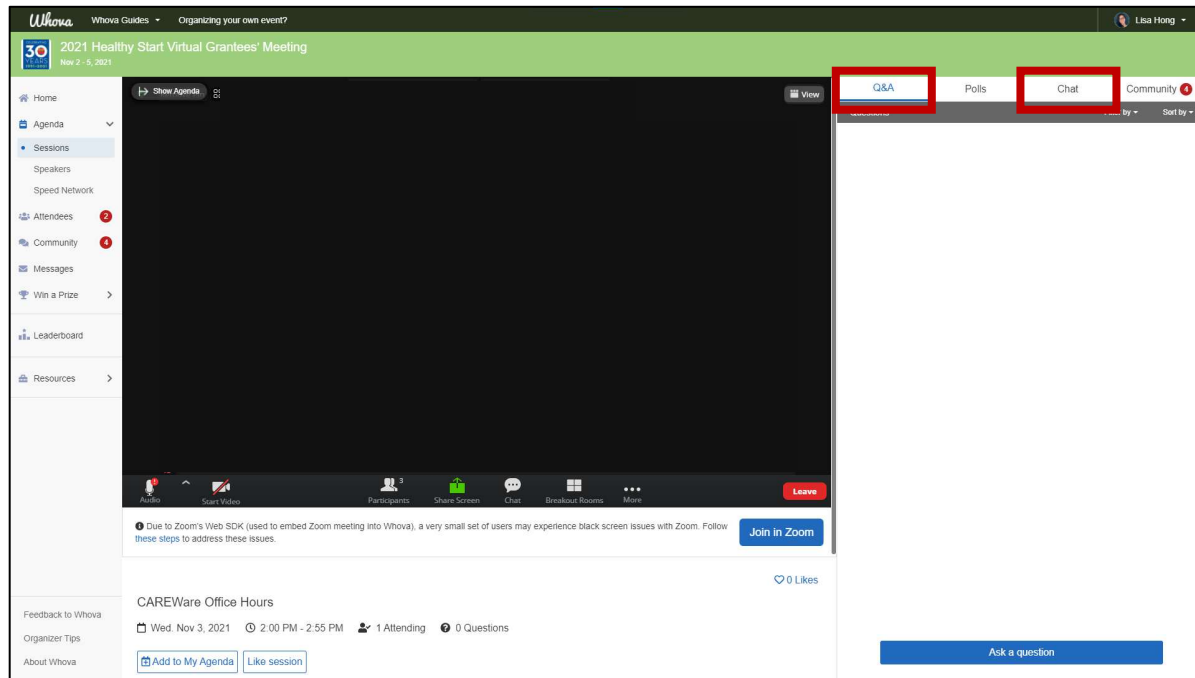 Whova Whova Guides Organizing your own event? Lisa Hong
30 2021 Healthy Start Virtual Grantees' Meeting
YEARS Nov 2 - 5, 2021
Home
Agenda
Sessions
Speakers
Speed Network
Attendees 2
Community 4
Messages
Win a Prize
Leaderboard
Resources
Feedback to Whova
Organizer Tips
About Whova
Show Agenda View
Audio Start Video Participants 3 Share Screen Chat Breakout Rooms More Leave
Due to Zoom's Web SDK (used to embed Zoom meeting into Whova), a very small set of users may experience black screen issues with Zoom. Follow
these steps to address these issues.
Join in Zoom
0 Likes
CAREWare Office Hours
Wed. Nov 3, 2021 2:00 PM - 2:55 PM 1 Attending 0 Questions
Add to My Agenda Like session
Q&A Polls Chat Community 4
Questions by Sort by
Ask a question